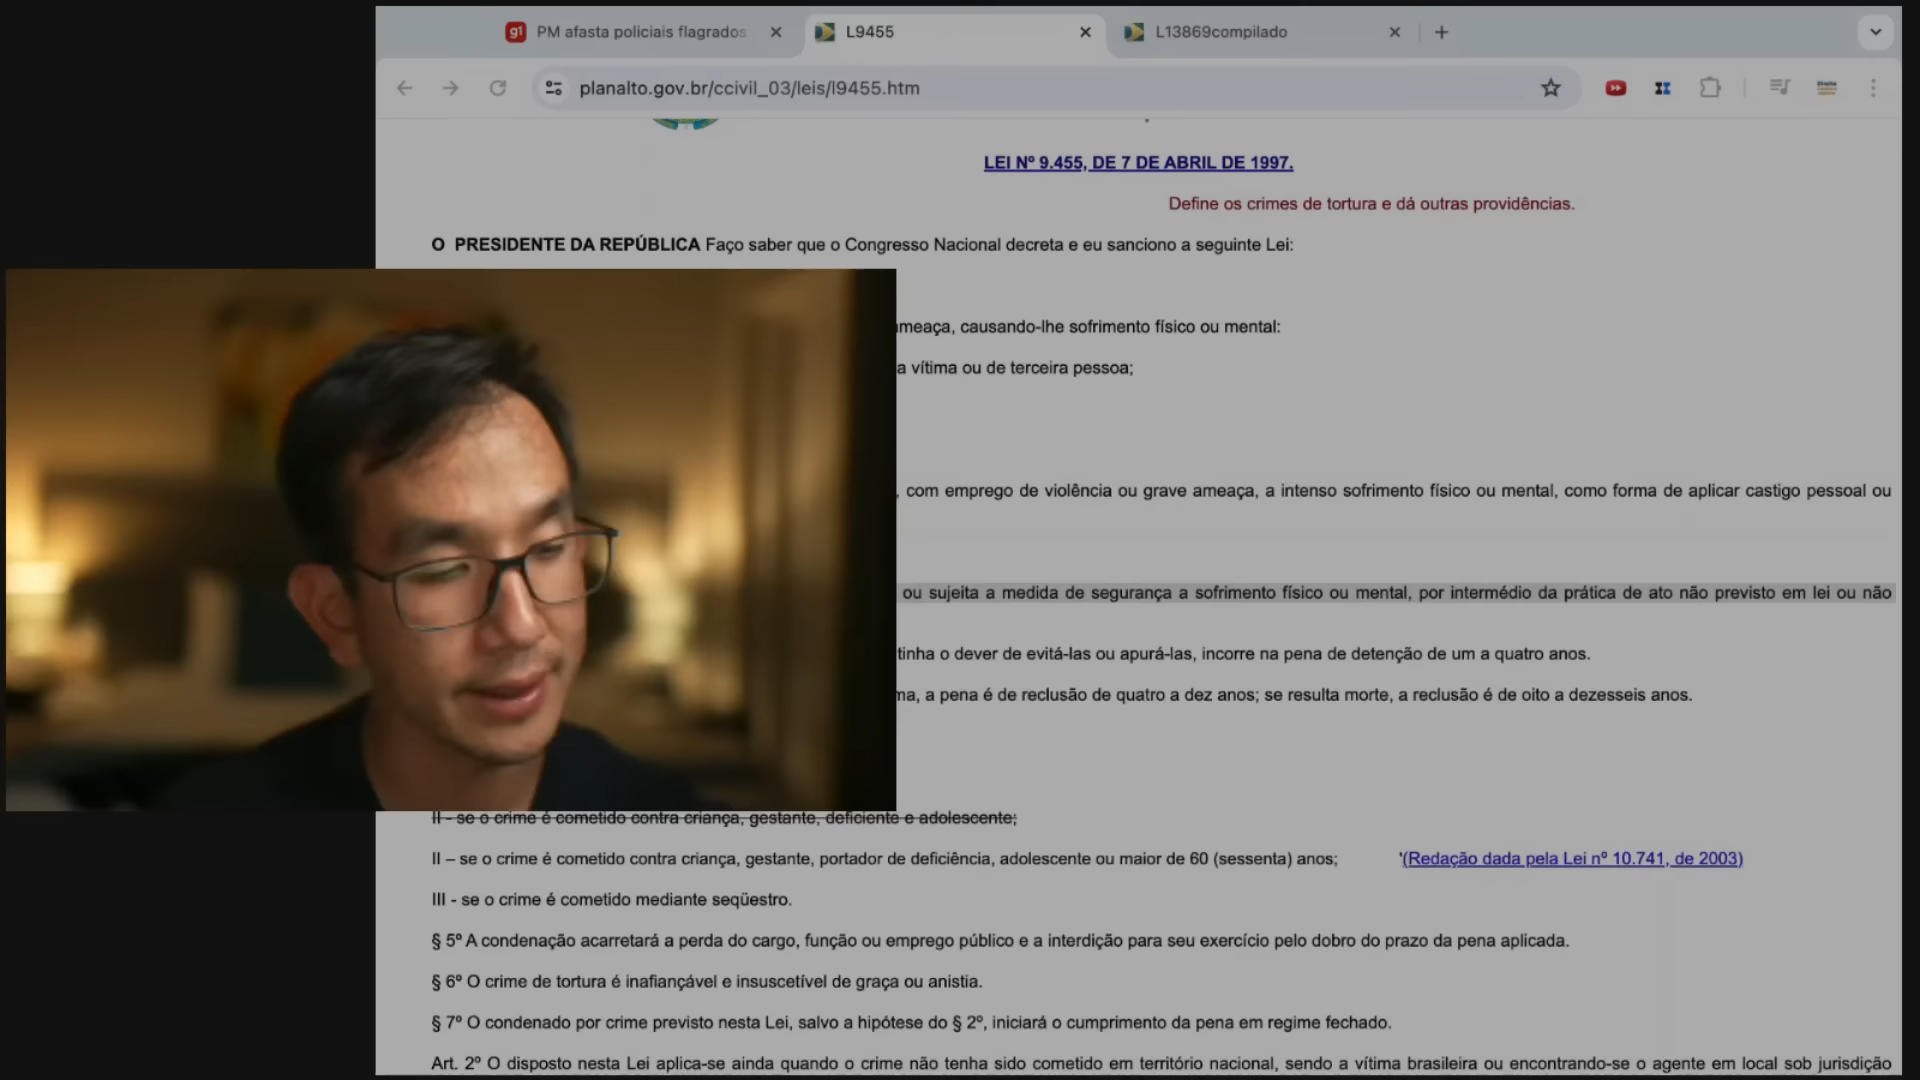 PM afasta policiais flagrados
L9455
L13869compilado
planalto.gov.br/ccivil_03/leis/l9455.htm
LEI Nº 9.455, DE 7 DE ABRIL DE 1997.
Define os crimes de tortura e dá outras providências.
O PRESIDENTE DA REPÚBLICA Faço saber que o Congresso Nacional decreta e eu sanciono a seguinte Lei:
ameaça, causando-lhe sofrimento físico ou mental:
a vítima ou de terceira pessoa;
, com emprego de violência ou grave ameaça, a intenso sofrimento físico ou mental, como forma de aplicar castigo pessoal ou
ou sujeita a medida de segurança a sofrimento físico ou mental, por intermédio da prática de ato não previsto em lei ou não
tinha o dever de evitá-las ou apurá-las, incorre na pena de detenção de um a quatro anos.
ma, a pena é de reclusão de quatro a dez anos; se resulta morte, a reclusão é de oito a dezesseis anos.
II - se o crime é cometido contra criança, gestante, deficiente e adolescente;
II – se o crime é cometido contra criança, gestante, portador de deficiência, adolescente ou maior de 60 (sessenta) anos; '(Redação dada pela Lei nº 10.741, de 2003)
III - se o crime é cometido mediante seqüestro.
§ 5º A condenação acarretará a perda do cargo, função ou emprego público e a interdição para seu exercício pelo dobro do prazo da pena aplicada.
§ 6º O crime de tortura é inafiançável e insuscetível de graça ou anistia.
§ 7º O condenado por crime previsto nesta Lei, salvo a hipótese do § 2º, iniciará o cumprimento da pena em regime fechado.
Art. 2º O disposto nesta Lei aplica-se ainda quando o crime não tenha sido cometido em território nacional, sendo a vítima brasileira ou encontrando-se o agente em local sob jurisdição